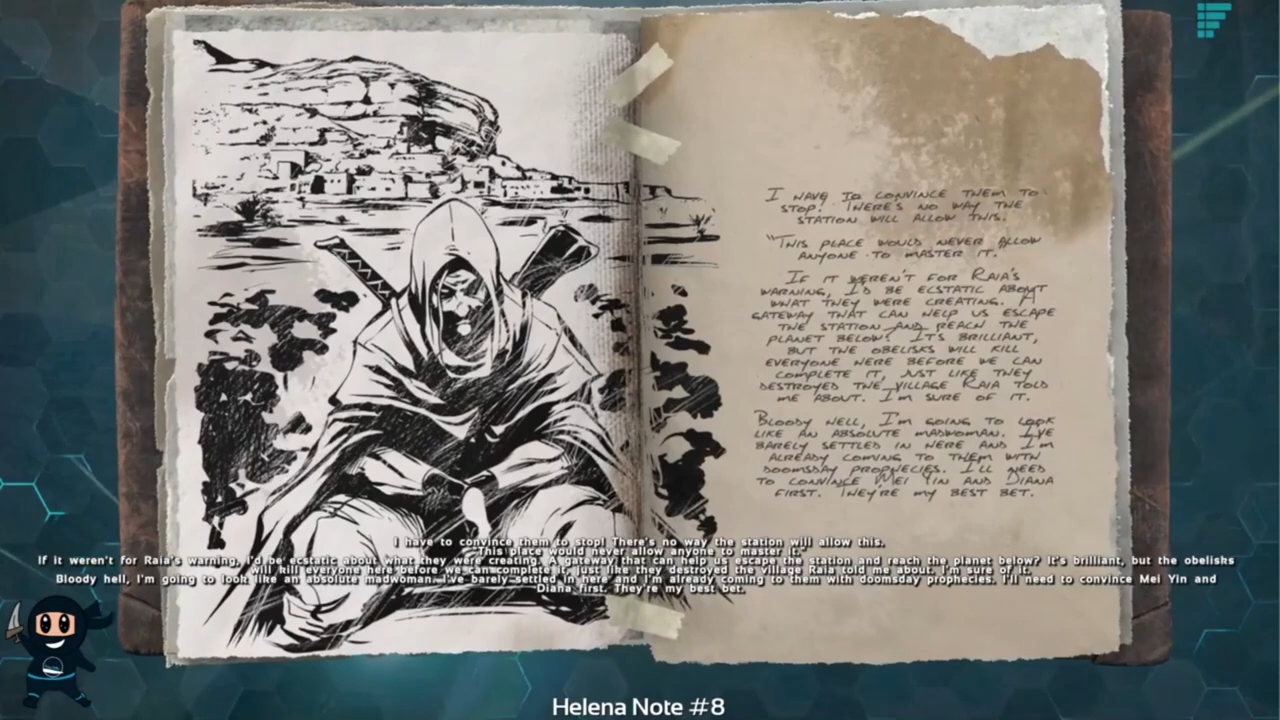 I HAVE TO CONVINCE THEM TO
STOP! THERE'S NO WAY THE
STATION WILL ALLOW THIS.
"THIS PLACE WOULD NEVER ALLOW
ANYONE TO MASTER IT."
IF IT WEREN'T FOR RAIA'S
WARNING, I'D BE ECSTATIC ABOUT
WHAT THEY WERE CREATING. A
GATEWAY THAT CAN HELP US ESCAPE
THE STATION AND REACH THE
PLANET BELOW? IT'S BRILLIANT,
BUT THE OBELISKS WILL KILL
EVERYONE HERE BEFORE WE CAN
COMPLETE IT, JUST LIKE THEY
DESTROYED THE VILLAGE RAIA TOLD
ME ABOUT. I'M SURE OF IT.
BLOODY HELL, I'M GOING TO LOOK
LIKE AN ABSOLUTE MADWOMAN. I'VE
BARELY SETTLED IN HERE AND I'M
ALREADY COMING TO THEM WITH
DOOMSDAY PROPHECIES. I'LL NEED
TO CONVINCE MEI YIN AND DIANA
FIRST. THEY'RE MY BEST BET.
I have to convince them to stop! There's no way the station will allow this.
"This place would never allow anyone to master it."
If it weren't for Raia's warning, I'd be ecstatic about what they were creating. A gateway that can help us escape the station and reach the planet below? It's brilliant, but the obelisks
will kill everyone here before we can complete it, just like they destroyed the village Raia told me about. I'm sure of it.
Bloody hell, I'm going to look like an absolute madwoman. I've barely settled in here and I'm already coming to them with doomsday prophecies. I'll need to convince Mei Yin and
Diana first. They're my best bet.
Helena Note #8